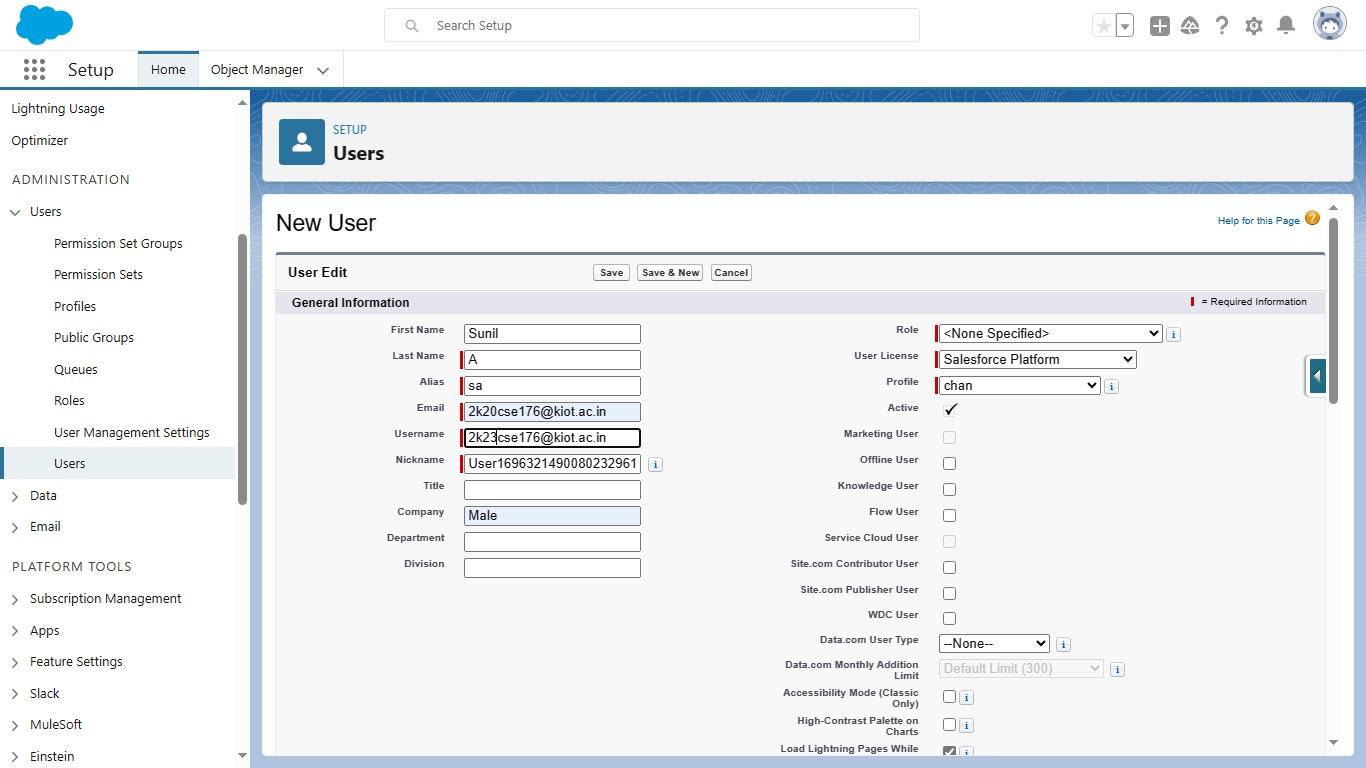 Search Setup
Setup
Home
Object Manager
Lightning Usage
Optimizer
ADMINISTRATION
Users
Permission Set Groups
Permission Sets
Profiles
Public Groups
Queues
Roles
User Management Settings
Users
Data
Email
PLATFORM TOOLS
Subscription Management
Apps
Feature Settings
Slack
MuleSoft
Einstein
SETUP
Users
New User
Help for this Page
User Edit
Save
Save & New
Cancel
General Information
= Required Information
First Name Sunil
Last Name A
Alias sa
Email 2k20cse176@kiot.ac.in
Username 2k23cse176@kiot.ac.in
Nickname User1696321490080232961
Title
Company Male
Department
Division
Role <None Specified>
User License Salesforce Platform
Profile chan
Active
Marketing User
Offline User
Knowledge User
Flow User
Service Cloud User
Site.com Contributor User
Site.com Publisher User
WDC User
Data.com User Type --None--
Data.com Monthly Addition
Limit
Default Limit (300)
Accessibility Mode (Classic
Only)
High-Contrast Palette on
Charts
Load Lightning Pages While